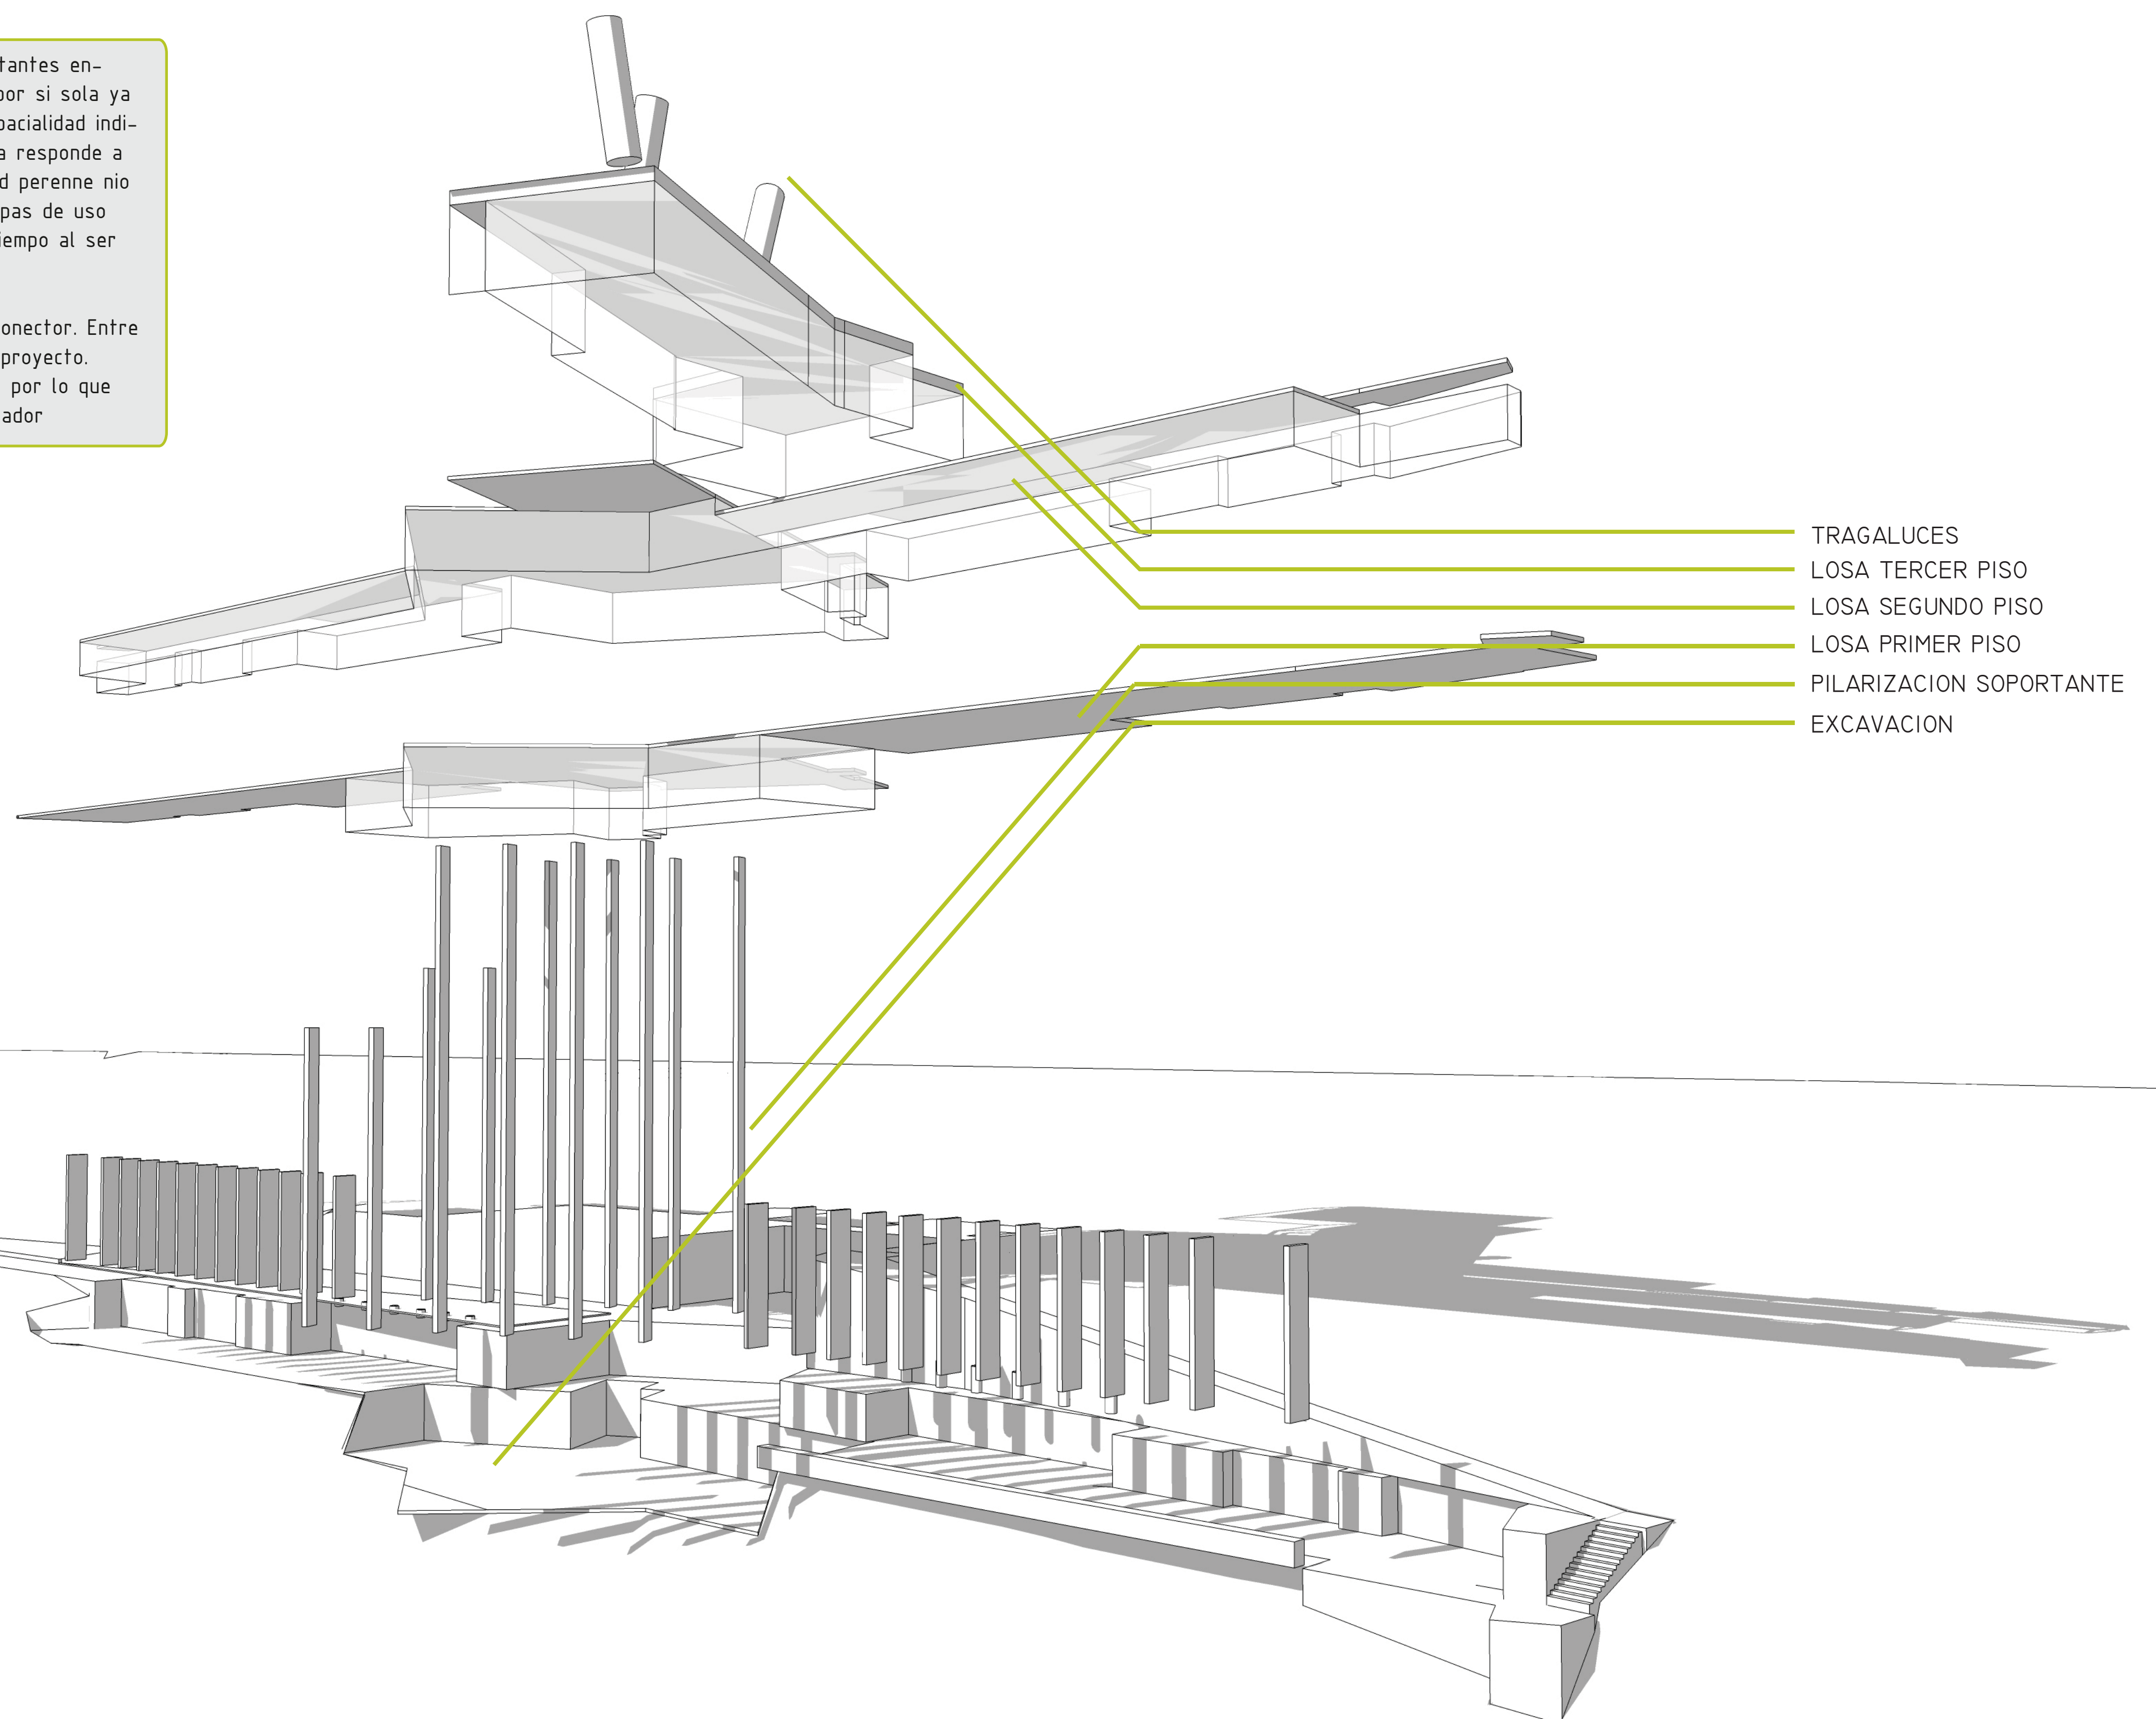 tantes en-
por si sola ya
pacialidad indi-
a responde a
d perenne nio
pas de uso
iempo al ser
onector. Entre
proyecto.
por lo que
ador
TRAGALUCES
LOSA TERCER PISO
LOSA SEGUNDO PISO
LOSA PRIMER PISO
PILARIZACION SOPORTANTE
EXCAVACION